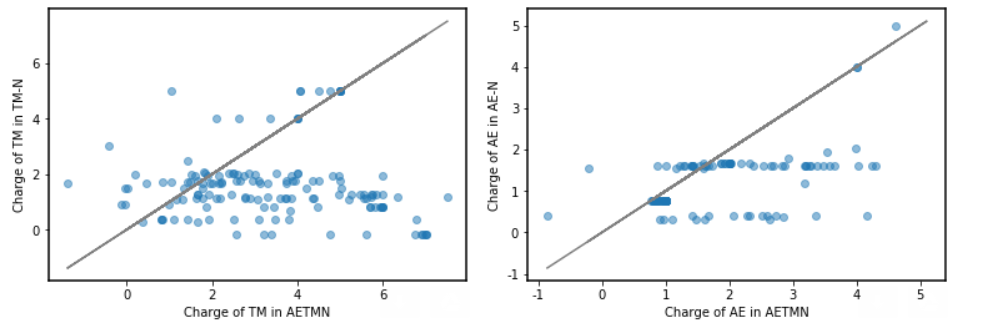 Charge of TM in TM-N
6
4
2
0
0 2 4 6
Charge of TM in AETMN
Charge of AE in AE-N
5
4
3
2
1
0
-1
-1 0 1 2 3 4 5
Charge of AE in AETMN